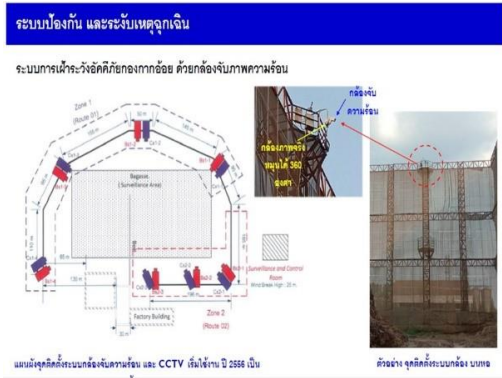 ระบบป้องกัน และระงับเหตุฉุกเฉิน
ระบบการเฝ้าระวังอัคคีภัยกองกากอ้อย ด้วยกล้องจับภาพความร้อน
Zone 1
(Route 01)
Bagasse
(Surveillance Area)
Surveillance and Control
Room
Wind Break High : 20 m.
Factory Building
Zone 2
(Route 02)
กล้องจับ
ความร้อน
กล้องภาพจริง
หมุนได้ 360
องศา
แผนผังจุดติดตั้งระบบกล้องจับความร้อน และ CCTV เริ่มใช้งาน ปี 2556 เป็น
ตัวอย่าง จุดติดตั้งระบบกล้อง บนหอ